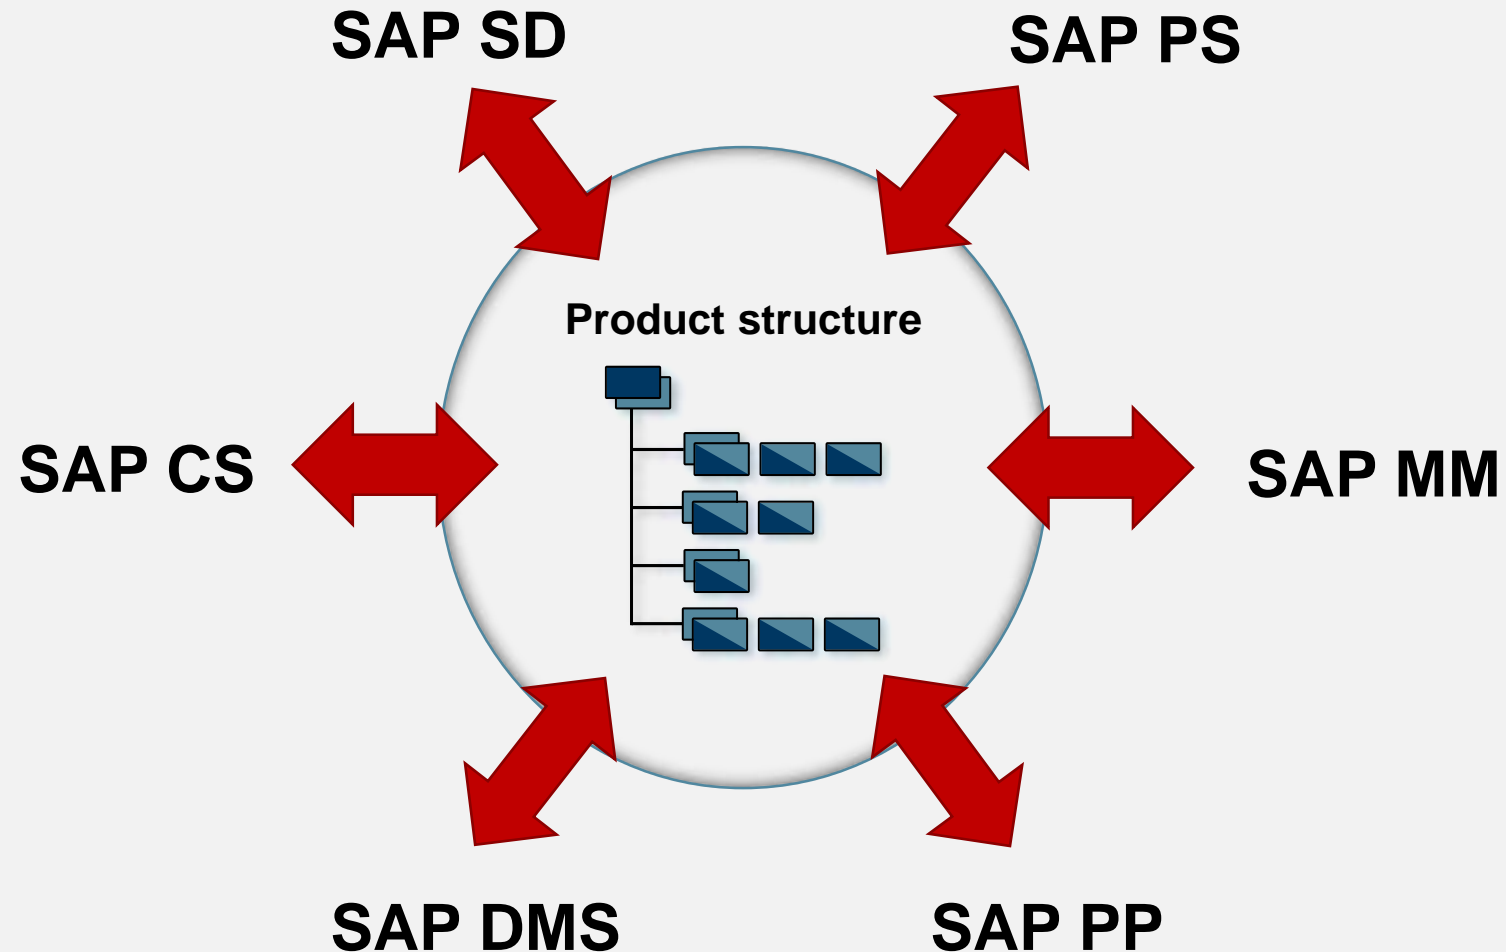 SAP SD
SAP PS
Product structure
SAP CS
SAP MM
SAP DMS
SAP PP